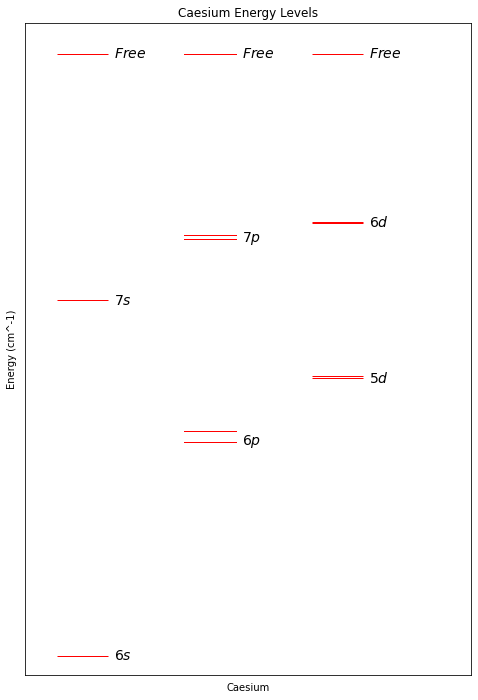 Caesium Energy Levels
Free
Free
Free
6d
7p
7s
5d
6p
6s
Energy (cm^-1)
Caesium